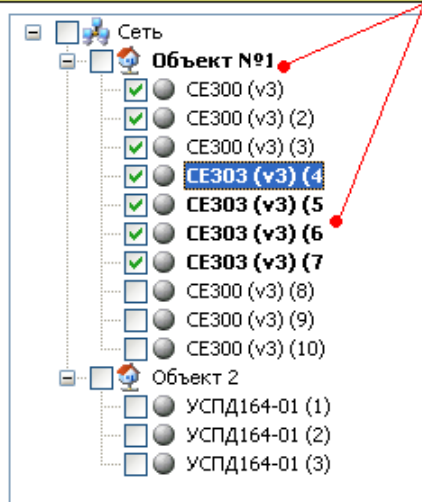 Сеть
Объект №1
СЕ300 (v3)
СЕ300 (v3) (2)
СЕ300 (v3) (3)
СЕ303 (v3) (4
СЕ303 (v3) (5
СЕ303 (v3) (6
СЕ303 (v3) (7
СЕ300 (v3) (8)
СЕ300 (v3) (9)
СЕ300 (v3) (10)
Объект 2
УСПД164-01 (1)
УСПД164-01 (2)
УСПД164-01 (3)